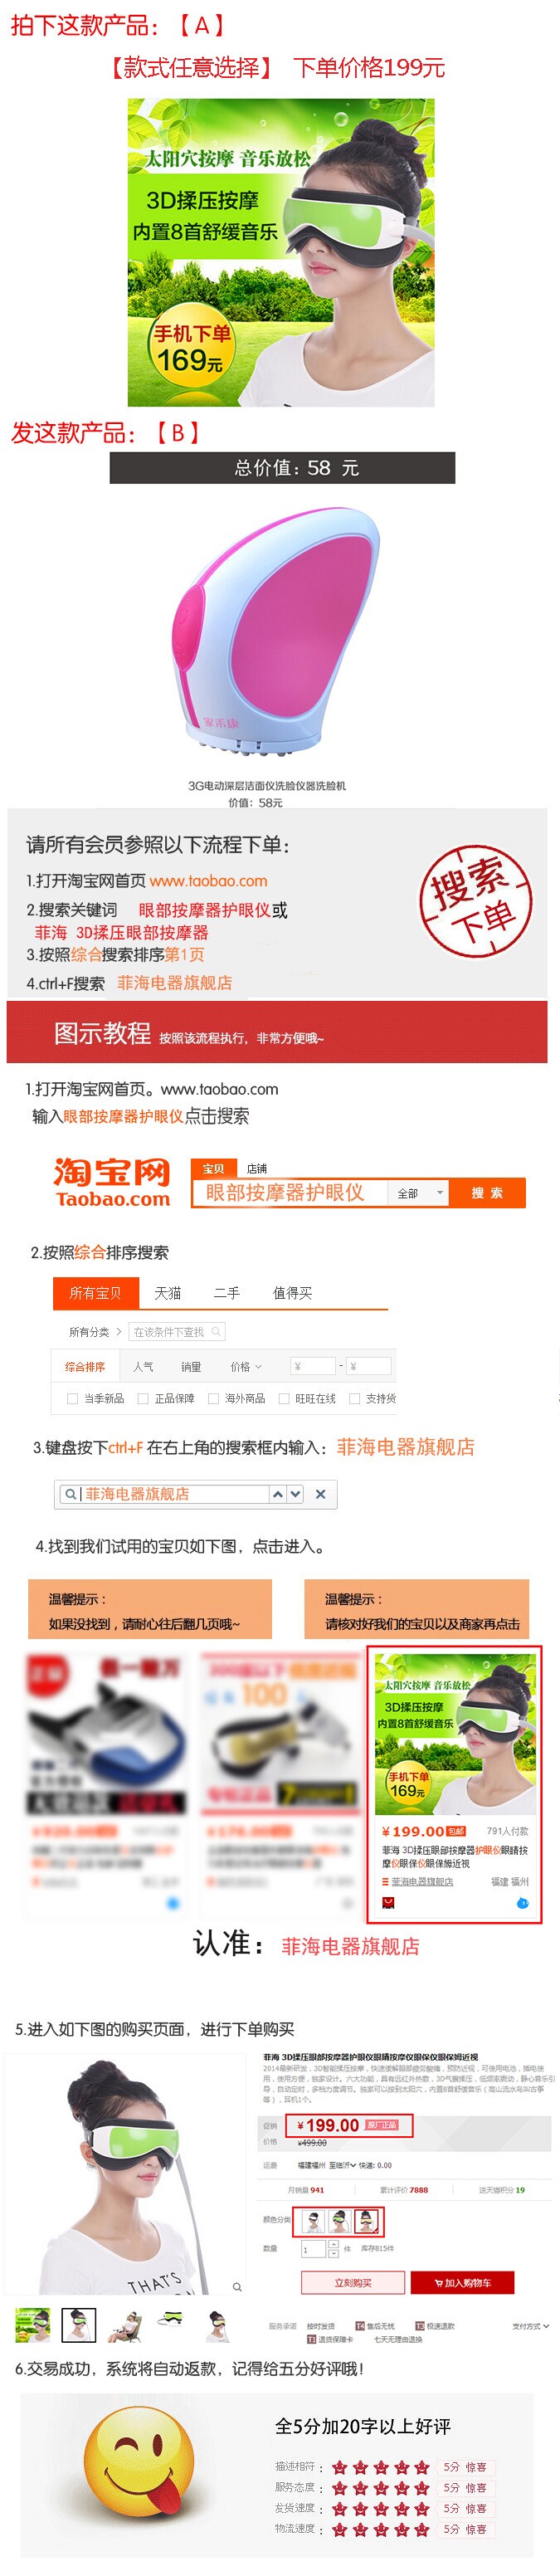 拍下这款产品：【A】
【款式任意选择】 下单价格199元
太阳穴按摩 音乐放松
3D揉压按摩
内置8首舒缓音乐
手机下单
169元
发这款产品：【B】
总价值：58 元
家宝康
3G电动深层洁面仪洗脸仪器洗脸机
价值：58元
请所有会员参照以下流程下单：
1.打开淘宝网首页 www.taobao.com
2.搜索关键词 眼部按摩器护眼仪或
菲海 3D揉压眼部按摩器
3.按照综合搜索排序第1页
4.ctrl+F搜索 菲海电器旗舰店
搜索
下单
图示教程 按照该流程执行，非常方便哦~
1.打开淘宝网首页。www.taobao.com
输入眼部按摩器护眼仪点击搜索
淘宝网
Taobao.com
宝贝 店铺
眼部按摩器护眼仪 全部 搜 索
2.按照综合排序搜索
所有宝贝 天猫 二手 值得买
所有分类 > 在该条件下查找
综合排序 人气 销量 价格 ¥ - ¥
当季新品 正品保障 海外商品 旺旺在线 支持货
3.键盘按下ctrl+F 在右上角的搜索框内输入：菲海电器旗舰店
菲海电器旗舰店
4.找到我们试用的宝贝如下图，点击进入。
温馨提示：
如果没找到，请耐心往后翻几页哦~
温馨提示：
请核对好我们的宝贝以及商家再点击
100
太阳穴按摩 音乐放松
3D揉压按摩
内置8首舒缓音乐
手机下单
169元
¥199.00 包邮 791人付款
菲海 3D揉压眼部按摩器护眼仪眼睛按
摩仪眼保仪眼保姆近视
菲海电器旗舰店 福建 福州
认准：菲海电器旗舰店
5.进入如下图的购买页面，进行下单购买
菲海 3D揉压眼部按摩器护眼仪眼睛按摩仪眼保仪眼保姆近视
促销 ¥199.00 原厂正品
价格 ¥499.00
运费 福建福州 至临沂 快递: 0.00
月销量 941 累计评价 7888 送天猫积分 19
颜色分类
数量 1 件 库存815件
THAT'S
立刻购买 加入购物车
服务承诺 按时发货 售后无忧 极速退款 支付方式
退货保障卡 七天无理由退换
6.交易成功，系统将自动返款，记得给五分好评哦！
全5分加20字以上好评
描述相符： 5分 惊喜
服务态度： 5分 惊喜
发货速度： 5分 惊喜
物流速度： 5分 惊喜